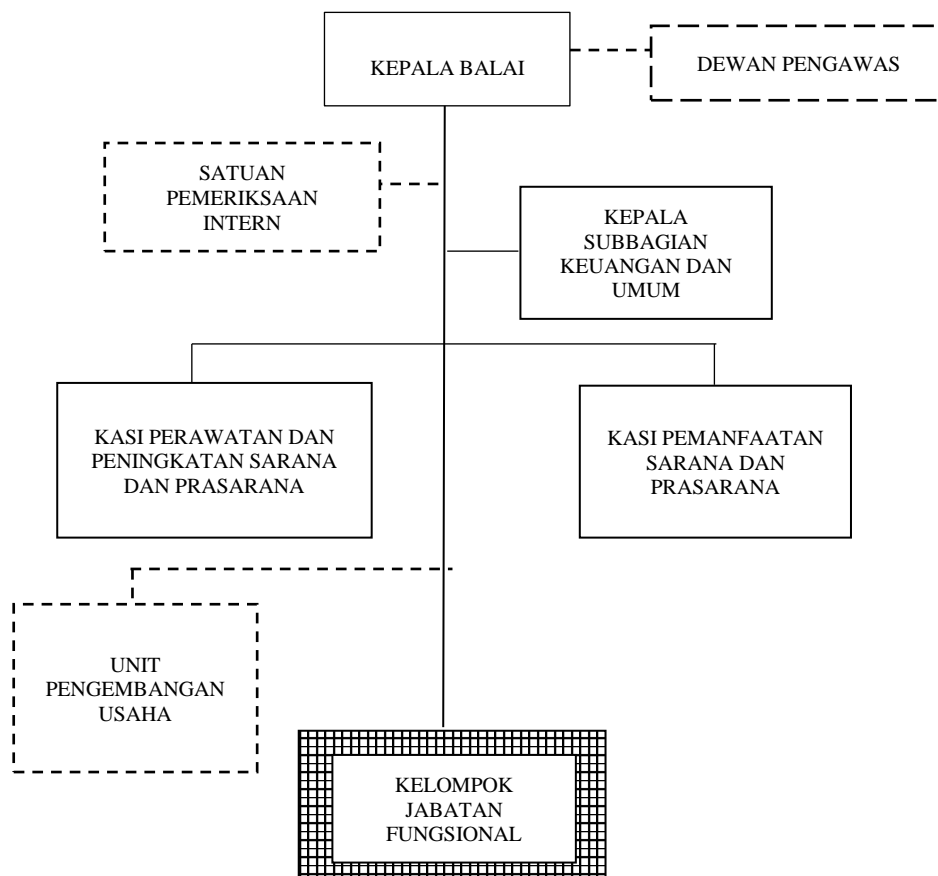 KEPALA BALAI
DEWAN PENGAWAS
SATUAN
PEMERIKSAAN
INTERN
KEPALA
SUBBAGIAN
KEUANGAN DAN
UMUM
KASI PERAWATAN DAN
PENINGKATAN SARANA
DAN PRASARANA
KASI PEMANFAATAN
SARANA DAN
PRASARANA
UNIT
PENGEMBANGAN
USAHA
KELOMPOK
JABATAN
FUNGSIONAL